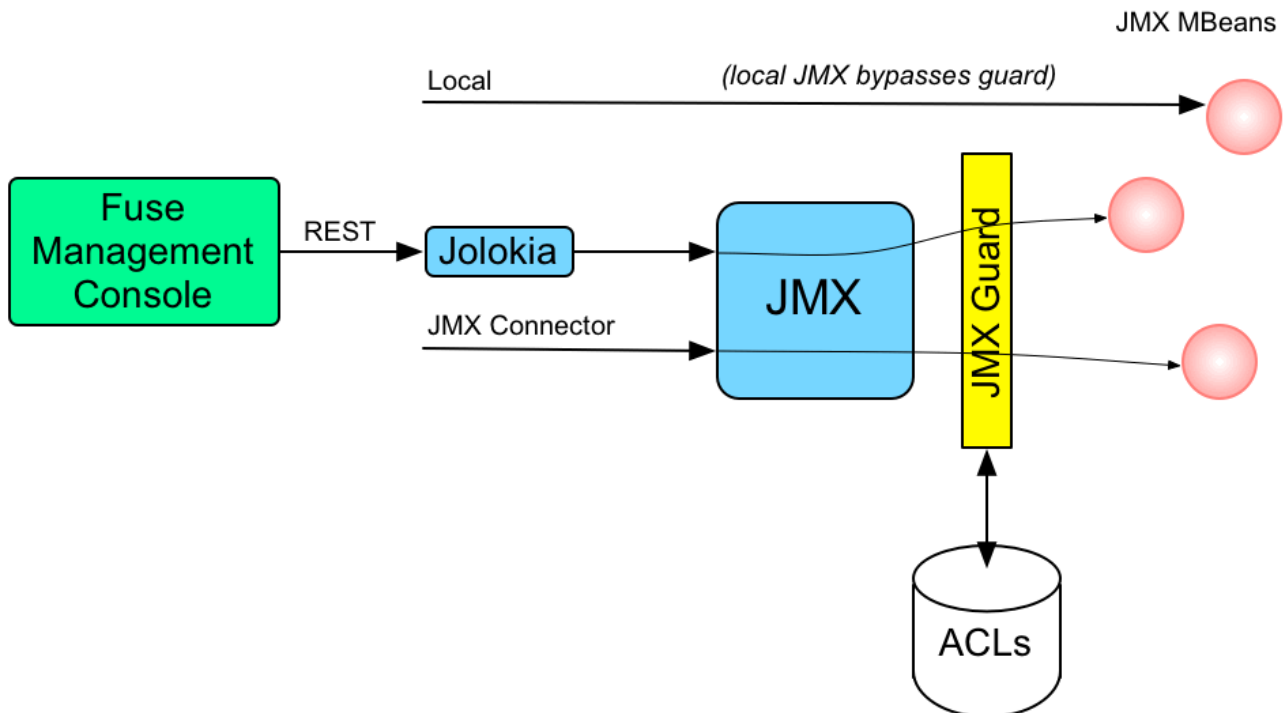 JMX MBeans
Local
(local JMX bypasses guard)
Fuse
Management
Console
REST
Jolokia
JMX Connector
JMX
JMX Guard
ACLs